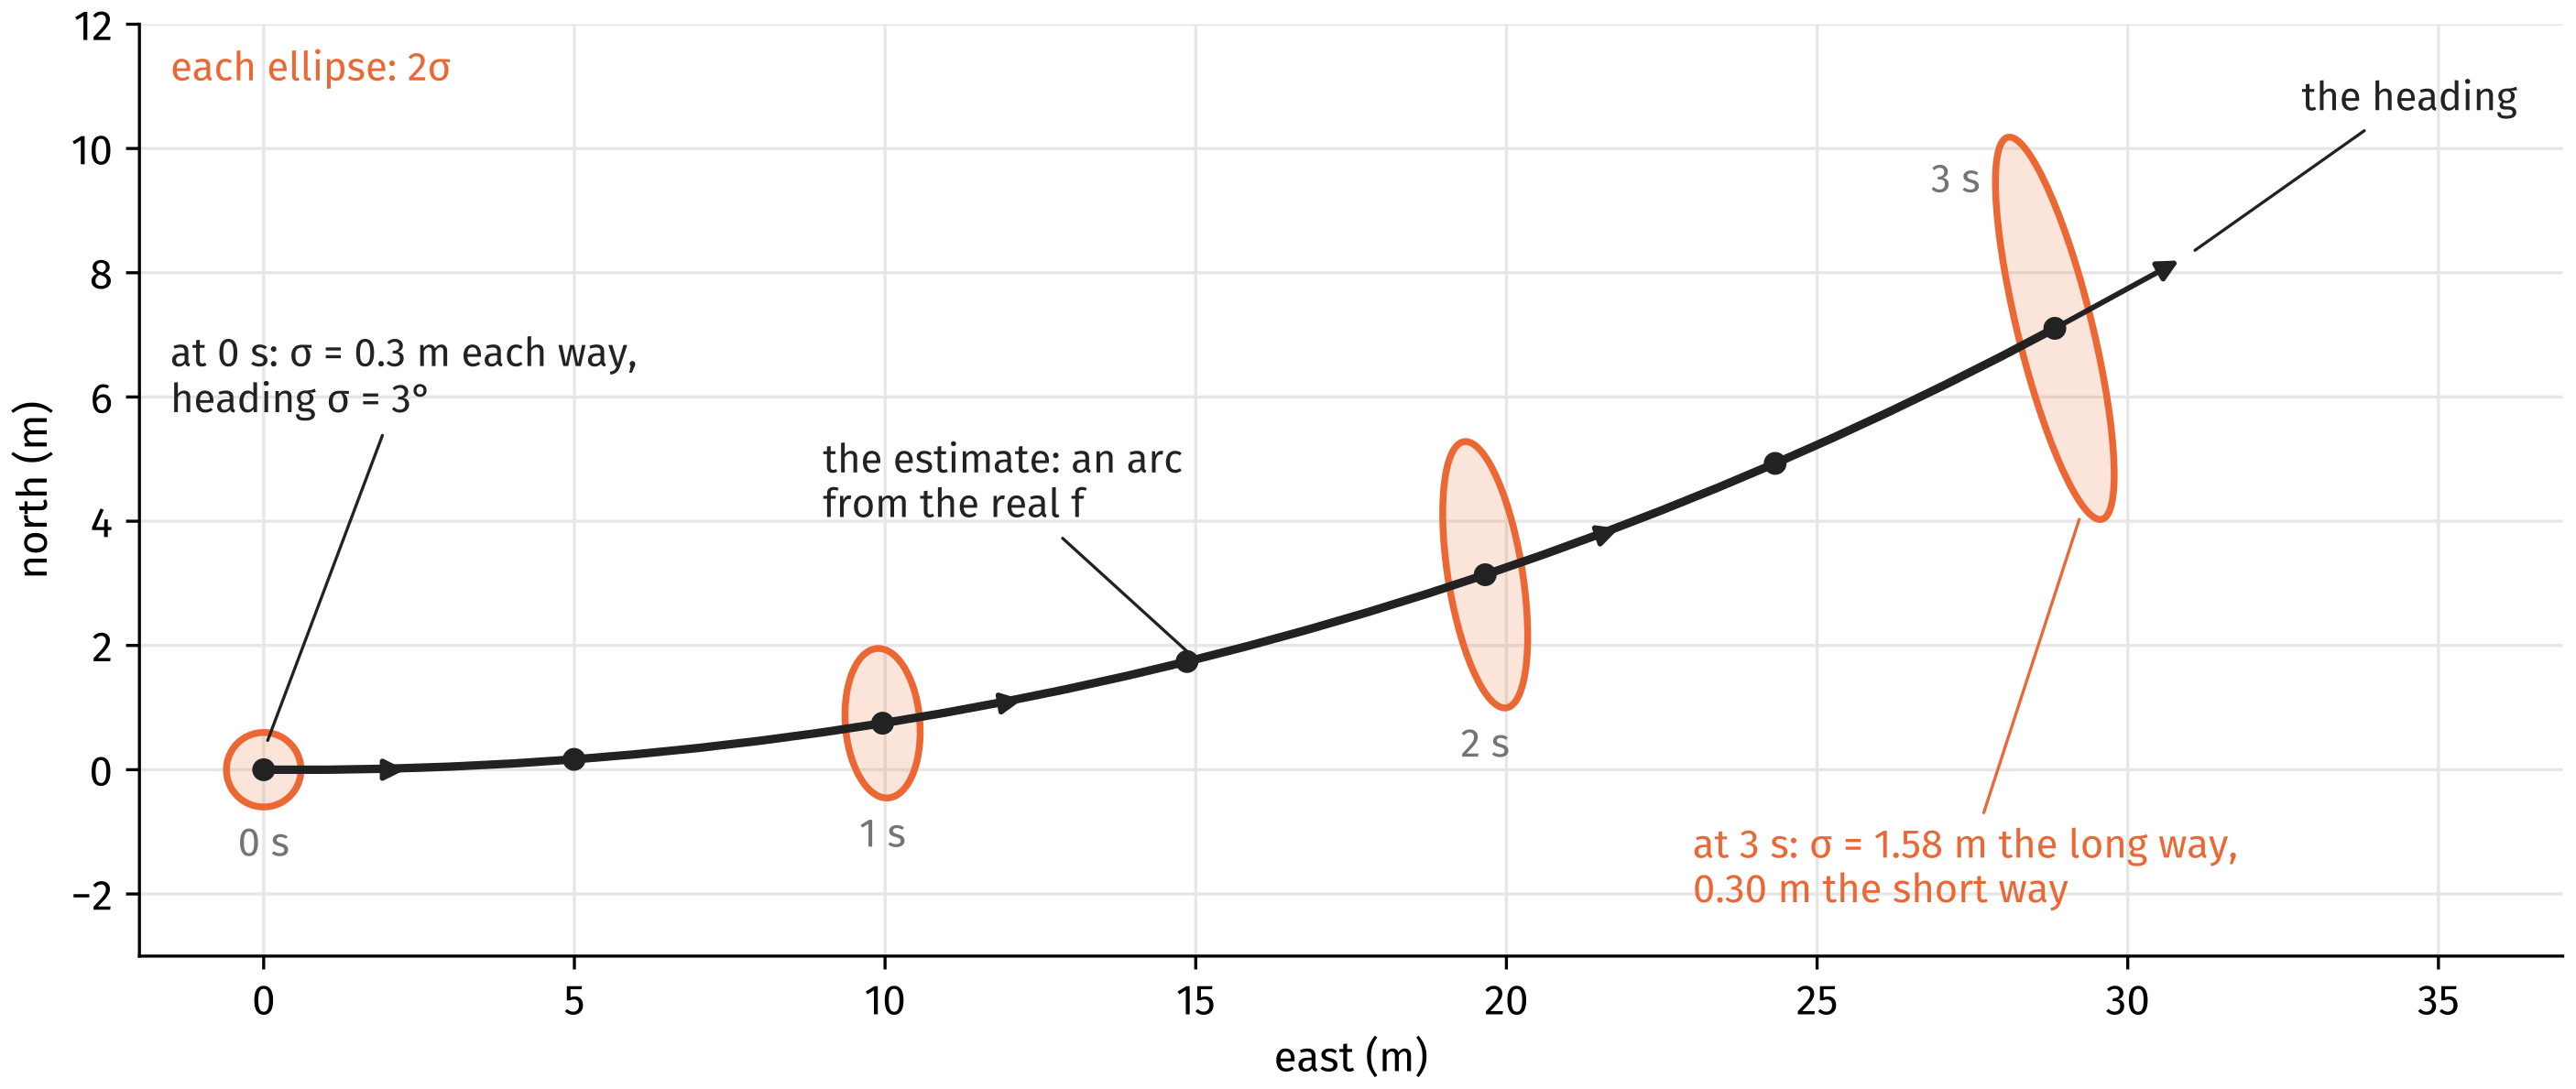 each ellipse: 2σ
the heading
3 s
at 0 s: σ = 0.3 m each way,
heading σ = 3°
the estimate: an arc
from the real f
2 s
0 s
1 s
at 3 s: σ = 1.58 m the long way,
0.30 m the short way
12
10
8
6
4
2
0
−2
north (m)
0 5 10 15 20 25 30 35
east (m)